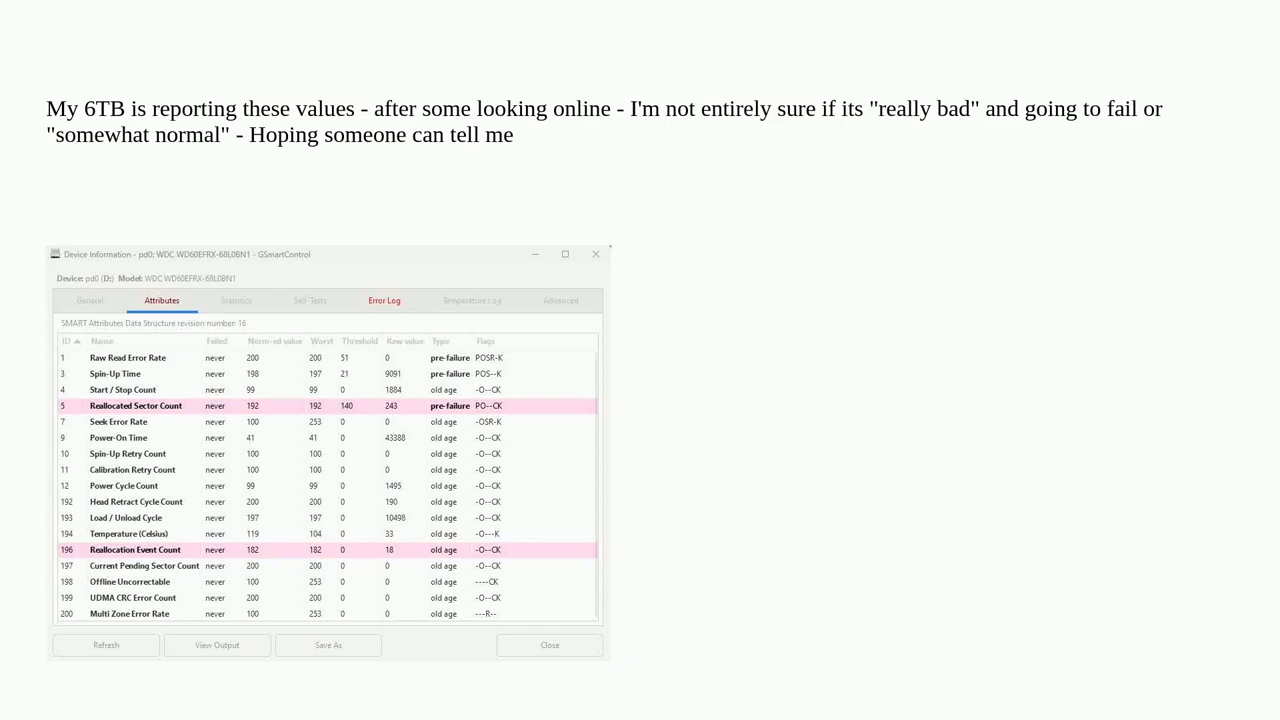 My 6TB is reporting these values - after some looking online - I'm not entirely sure if its "really bad" and going to fail or
"somewhat normal" - Hoping someone can tell me
Device Information - pd0: WDC WD60EFRX-68L0BN1 - GSmartControl
Device: pd0 (D:) Model: WDC WD60EFRX-68L0BN1
General Attributes Statistics Self-Tests Error Log Temperature Log Advanced
SMART Attributes Data Structure revision number: 16
ID Name Failed Norm-ed value Worst Threshold Raw value Type Flags
1 Raw Read Error Rate never 200 200 51 0 pre-failure POSR-K
3 Spin-Up Time never 198 197 21 9091 pre-failure POS--K
4 Start / Stop Count never 99 99 0 1884 old age -O--CK
5 Reallocated Sector Count never 192 192 140 243 pre-failure PO--CK
7 Seek Error Rate never 100 253 0 0 old age -OSR-K
9 Power-On Time never 41 41 0 43388 old age -O--CK
10 Spin-Up Retry Count never 100 100 0 0 old age -O--CK
11 Calibration Retry Count never 100 100 0 0 old age -O--CK
12 Power Cycle Count never 99 99 0 1495 old age -O--CK
192 Head Retract Cycle Count never 200 200 0 190 old age -O--CK
193 Load / Unload Cycle never 197 197 0 10498 old age -O--CK
194 Temperature (Celsius) never 119 104 0 33 old age -O---K
196 Reallocation Event Count never 182 182 0 18 old age -O--CK
197 Current Pending Sector Count never 200 200 0 0 old age -O--CK
198 Offline Uncorrectable never 100 253 0 0 old age ----CK
199 UDMA CRC Error Count never 200 200 0 0 old age -O--CK
200 Multi Zone Error Rate never 100 253 0 0 old age ---R--
Refresh View Output Save As Close